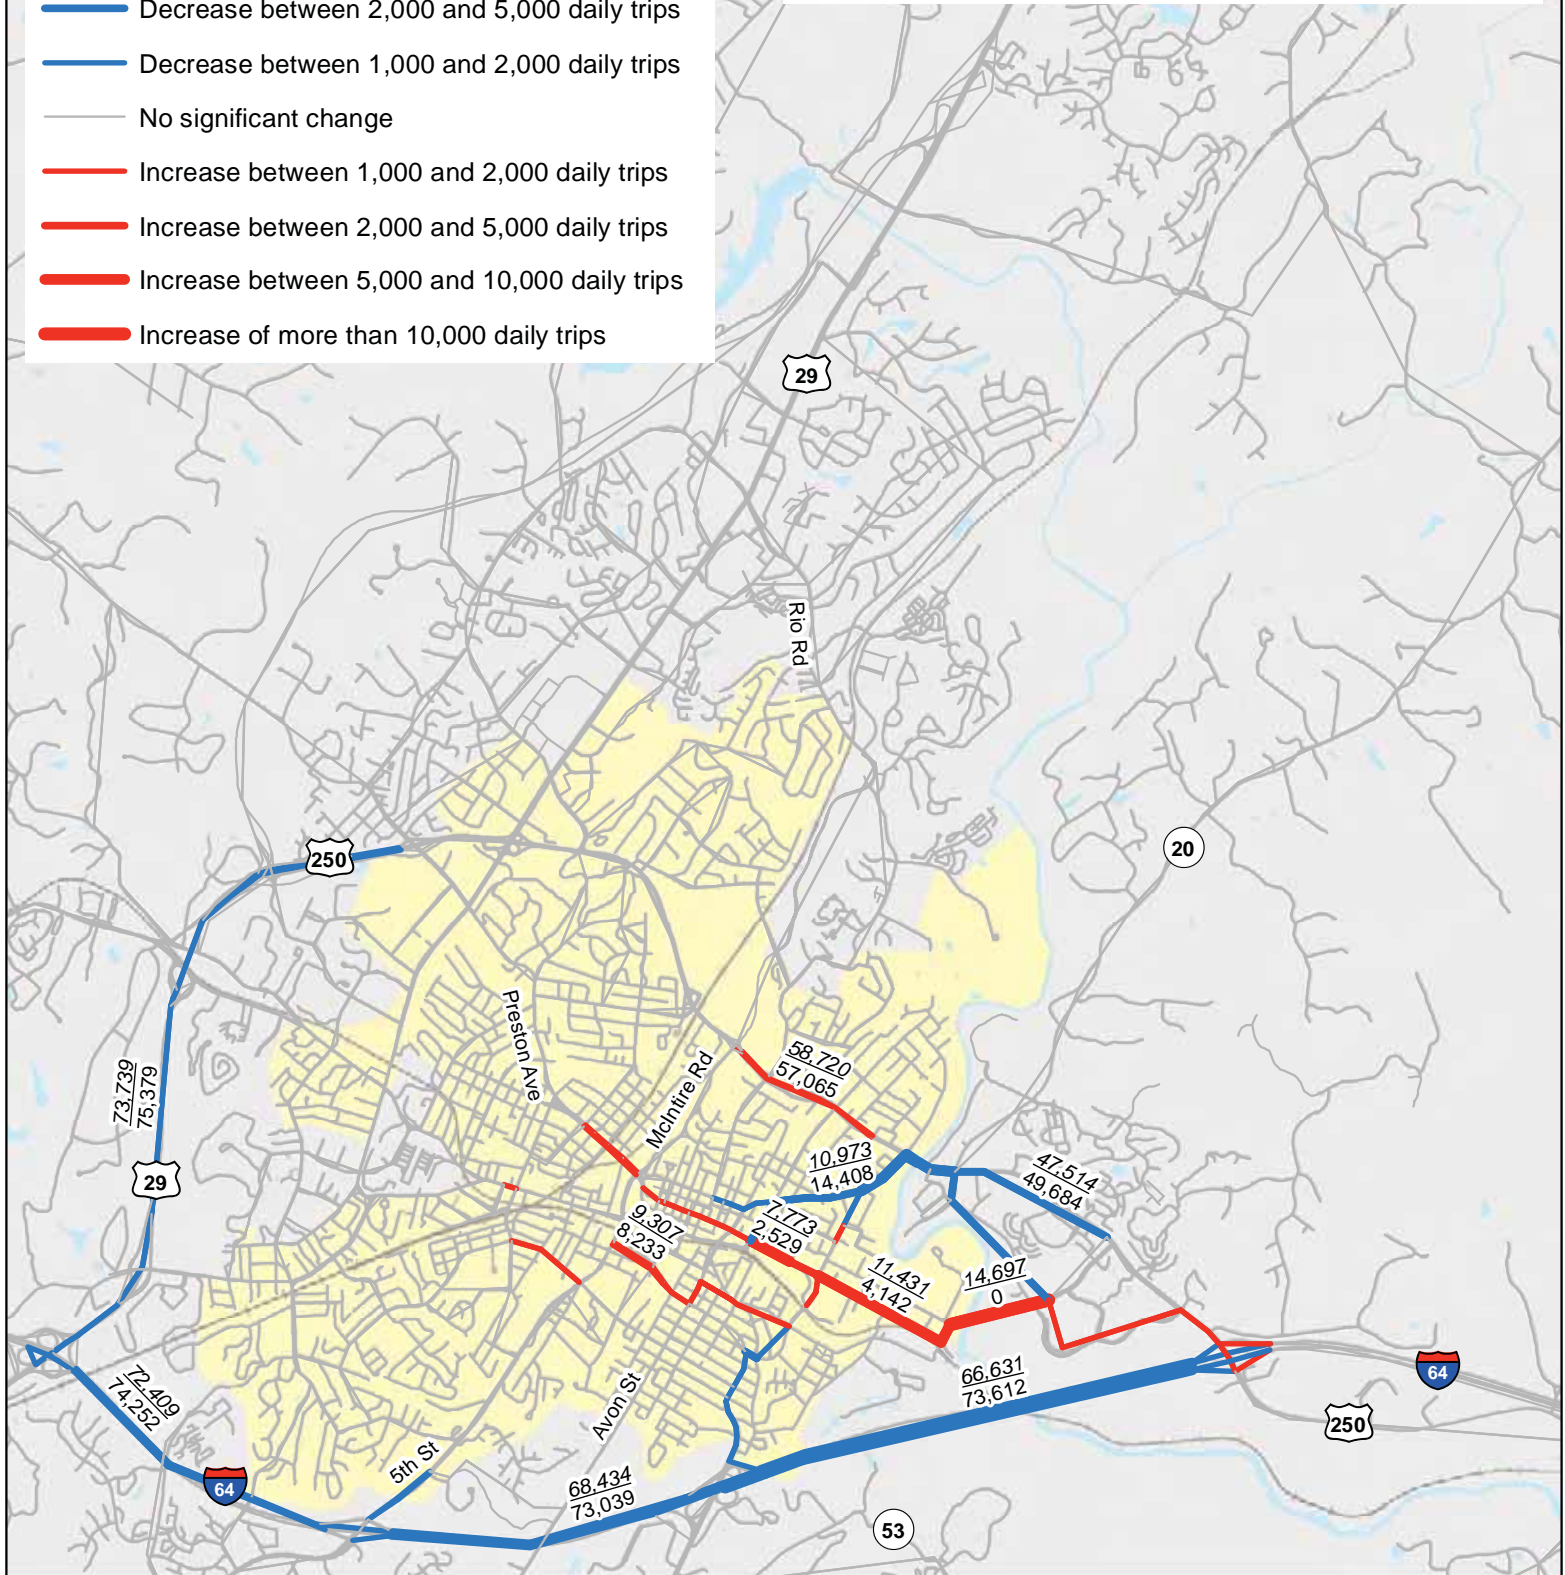 Decrease between 2,000 and 5,000 daily trips
Decrease between 1,000 and 2,000 daily trips
No significant change
Increase between 1,000 and 2,000 daily trips
Increase between 2,000 and 5,000 daily trips
Increase between 5,000 and 10,000 daily trips
Increase of more than 10,000 daily trips
29
Rio Rd
250
20
Preston Ave
McIntire Rd
58,720
57,065
73,739
75,379
29
10,973
14,408
47,514
49,684
9,307
8,233
7,773
2,529
11,431
4,142
14,697
0
72,409
74,252
66,631
73,612
64
250
Avon St
5th St
64
68,434
73,039
53